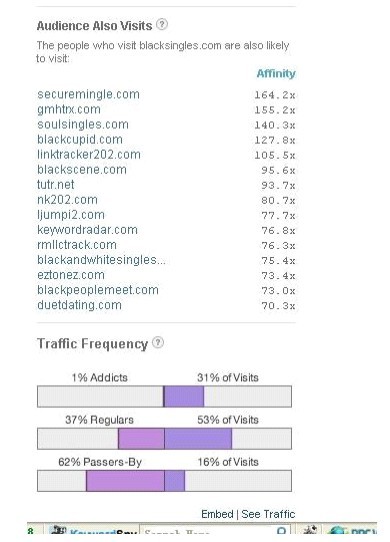 Audience Also Visits ?
The people who visit blacksingles.com are also likely
to visit:
Affinity
securemingle.com 164.2x
gmhtrx.com 155.2x
soulsingles.com 140.3x
blackcupid.com 127.8x
linktracker202.com 105.5x
blackscene.com 95.6x
tutr.net 93.7x
nk202.com 80.7x
ljumpi2.com 77.7x
keywordradar.com 76.8x
rmllctrack.com 76.3x
blackandwhitesingles... 75.4x
eztonez.com 73.4x
blackpeoplemeet.com 73.0x
duetdating.com 70.3x
Traffic Frequency ?
1% Addicts 31% of Visits
37% Regulars 53% of Visits
62% Passers-By 16% of Visits
Embed | See Traffic
8